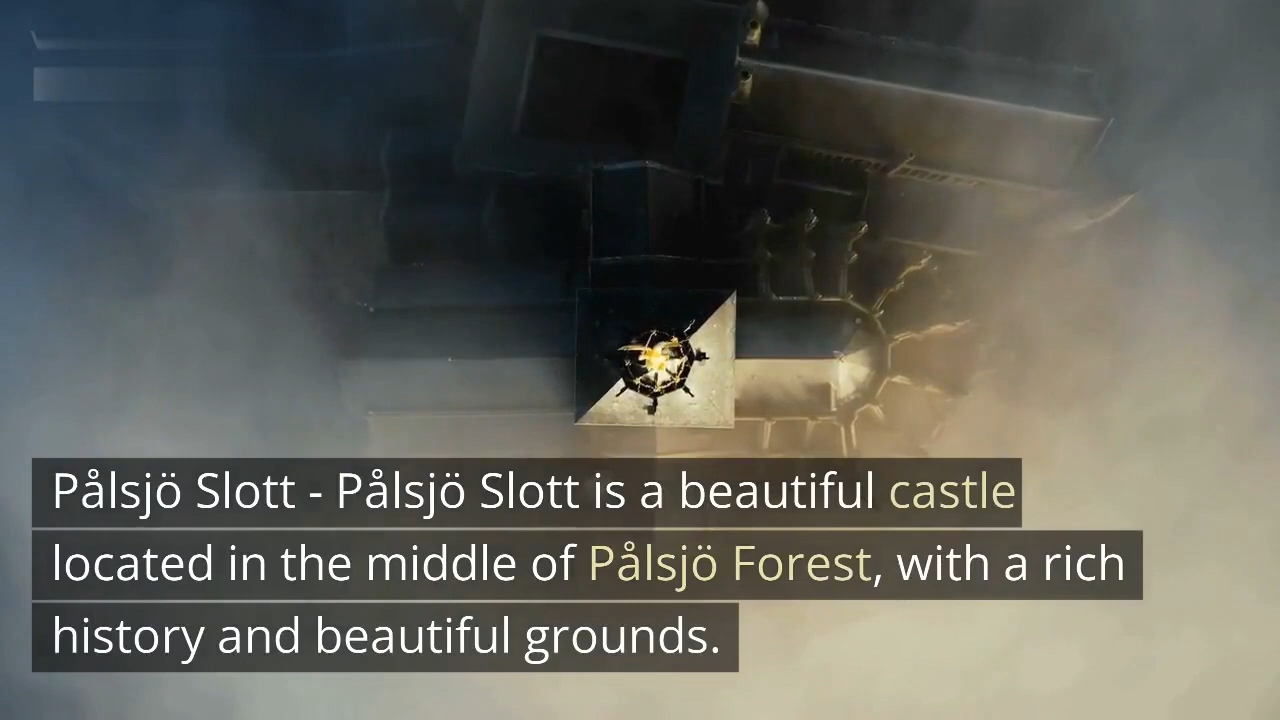 Pålsjö Slott - Pålsjö Slott is a beautiful castle
located in the middle of Pålsjö Forest, with a rich
history and beautiful grounds.